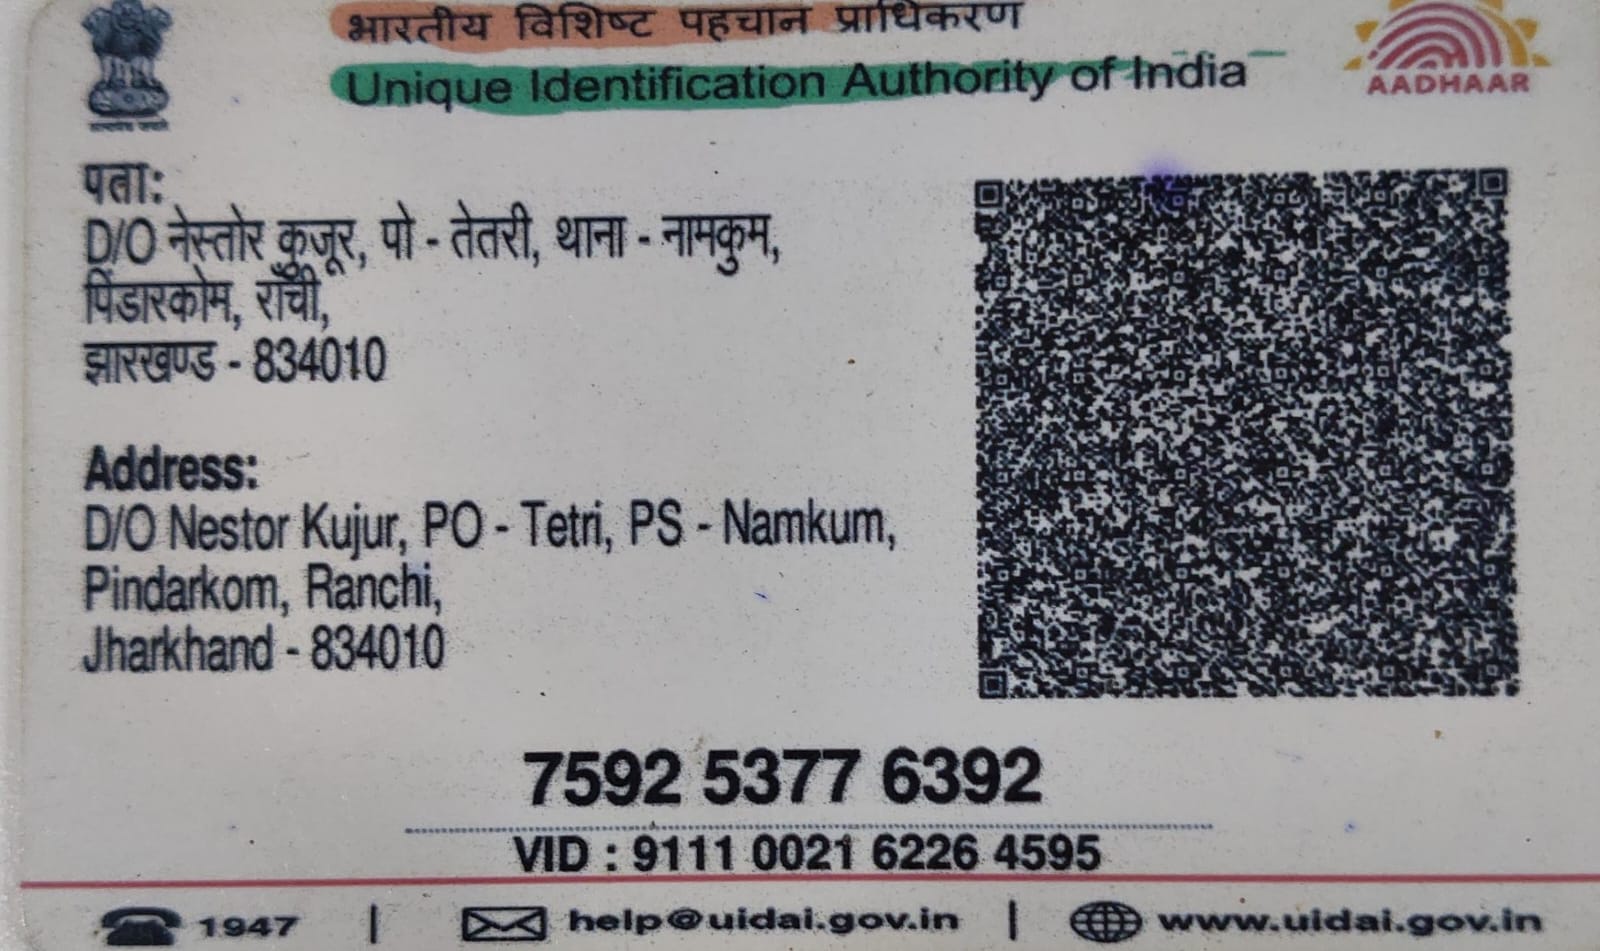 भारतीय विशिष्ट पहचान प्राधिकरण
Unique Identification Authority of India
AADHAAR
पता:
D/O नेस्तोर कुजूर, पो - तेतरी, थाना - नामकुम,
पिंडारकोम, राँची,
झारखण्ड - 834010
Address:
D/O Nestor Kujur, PO - Tetri, PS - Namkum,
Pindarkom, Ranchi,
Jharkhand - 834010
7592 5377 6392
VID : 9111 0021 6226 4595
1947 | help@uidai.gov.in | www.uidai.gov.in